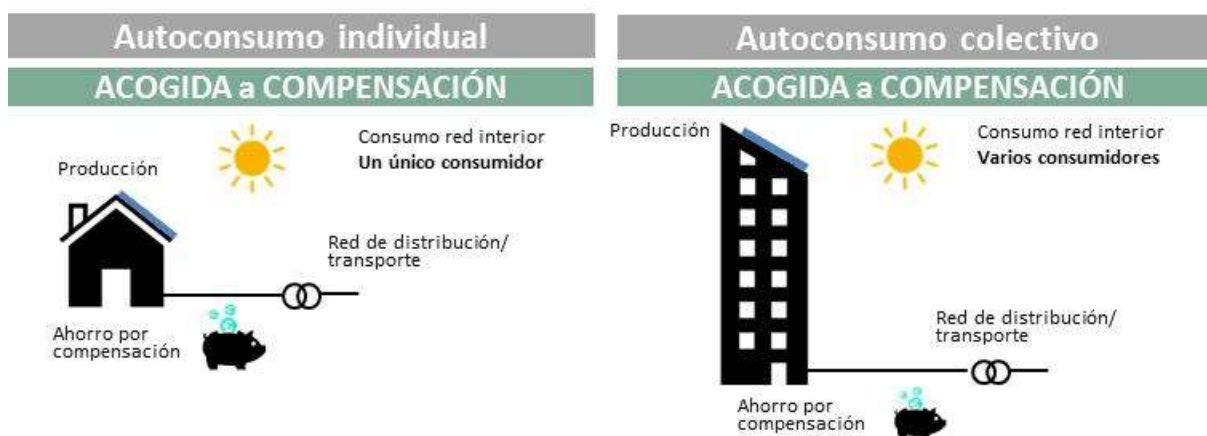 Autoconsumo individual
ACOGIDA a COMPENSACIÓN
Consumo red interior
Un único consumidor
Producción
Red de distribución/
transporte
Ahorro por
compensación
Autoconsumo colectivo
ACOGIDA a COMPENSACIÓN
Producción
Consumo red interior
Varios consumidores
Red de distribución/
transporte
Ahorro por
compensación